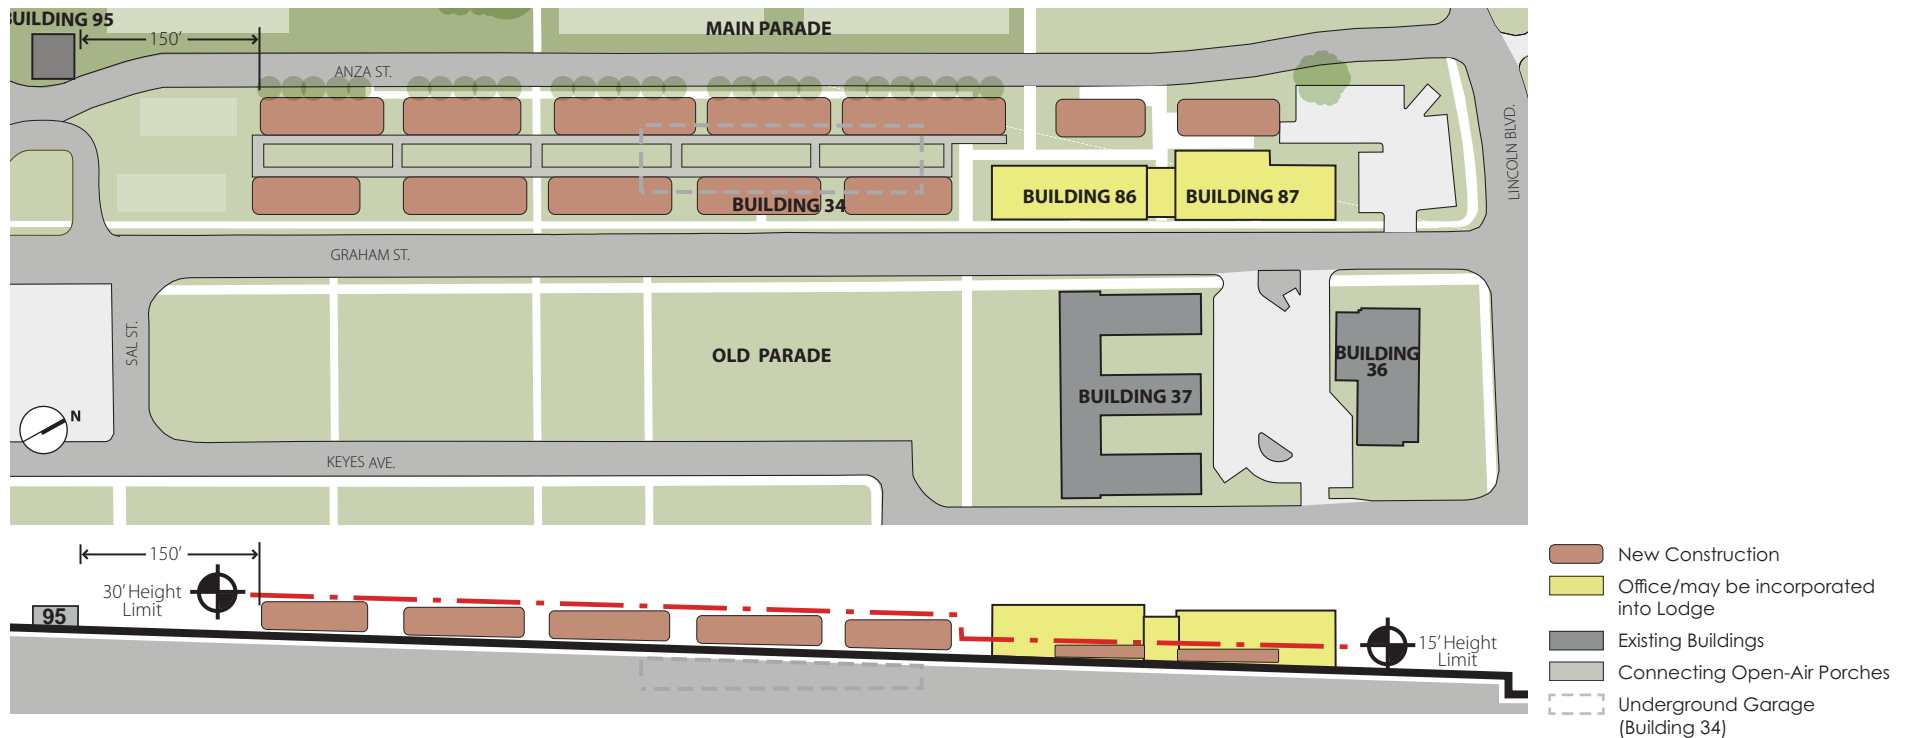 BUILDING 95
150'
MAIN PARADE
ANZA ST.
LINCOLN BLVD.
BUILDING 86
BUILDING 87
BUILDING 34
GRAHAM ST.
SAL ST.
OLD PARADE
BUILDING
36
BUILDING 37
N
KEYES AVE.
150'
30' Height
Limit
95
15' Height
Limit
New Construction
Office/may be incorporated
into Lodge
Existing Buildings
Connecting Open-Air Porches
Underground Garage
(Building 34)